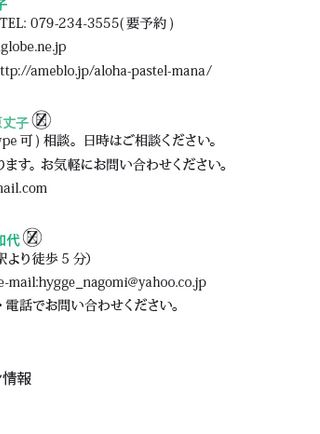 子
TEL: 079-234-3555(要予約)
globe.ne.jp
ttp://ameblo.jp/aloha-pastel-mana/
丈子 Z
ype 可) 相談。日時はご相談ください。
ります。お気軽にお問い合わせください。
nail.com
和代 Z
駅より徒歩 5 分)
e-mail:hygge_nagomi@yahoo.co.jp
・電話でお問い合わせください。
情報